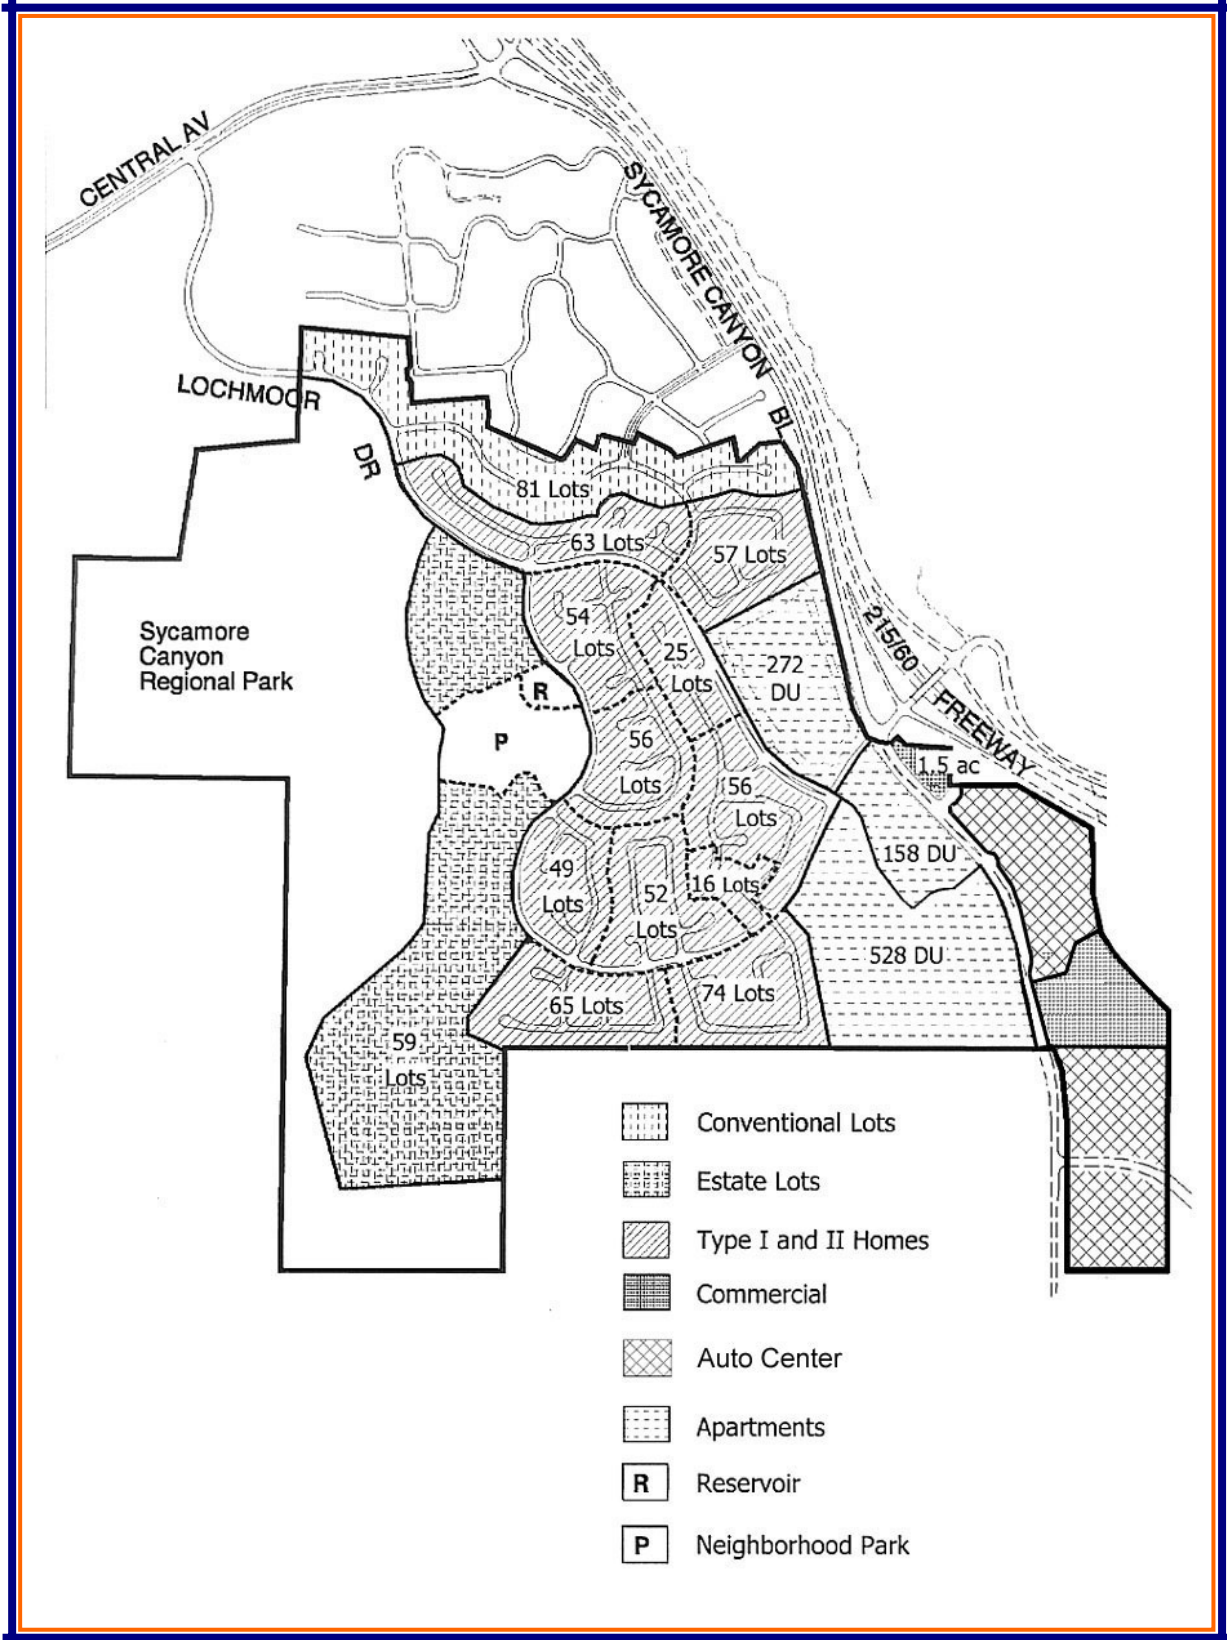 CENTRAL AV
SYCAMORE CANYON
BL
LOCHMOOR
DR
81 Lots
63 Lots
57 Lots
54
Lots
25
Lots
272
DU
215/60
FREEWAY
Sycamore
Canyon
Regional Park
R
P
56
Lots
56
Lots
1.5 ac
158 DU
49
Lots
52
Lots
16 Lots
528 DU
65 Lots
74 Lots
59
Lots
Conventional Lots
Estate Lots
Type I and II Homes
Commercial
Auto Center
Apartments
R Reservoir
P Neighborhood Park